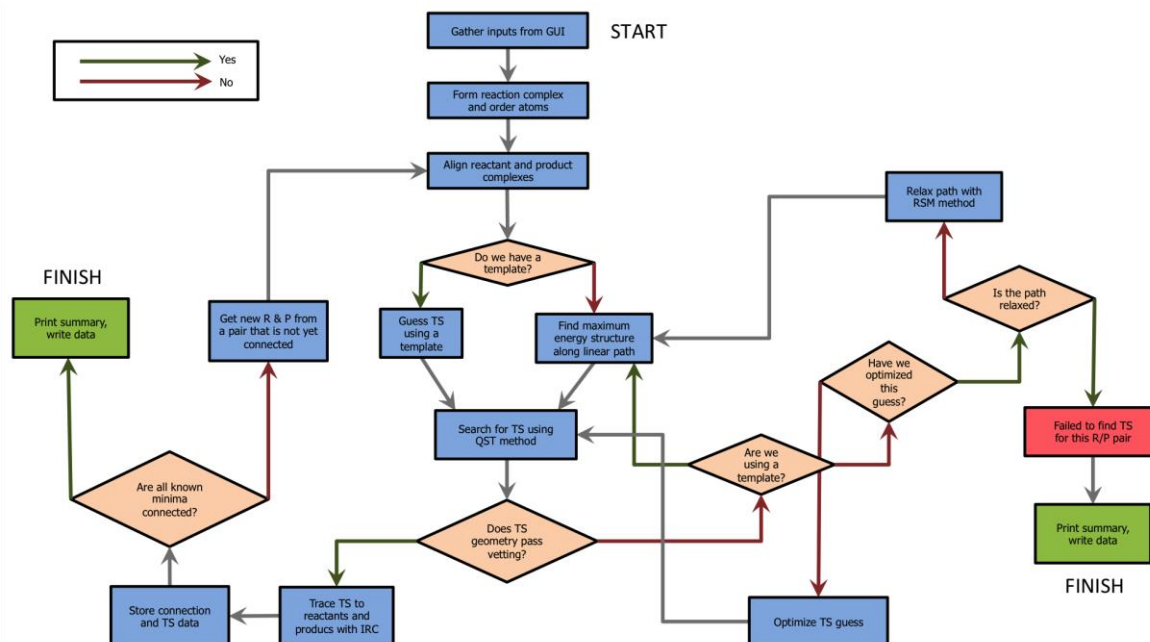 Gather inputs from GUI
START
Yes
No
Form reaction complex
and order atoms
Align reactant and product
complexes
Relax path with
RSM method
Do we have a
template?
FINISH
Is the path
relaxed?
Print summary,
write data
Get new R & P from
a pair that is not yet
connected
Guess TS
using a
template
Find maximum
energy structure
along linear path
Have we
optimized
this
guess?
Search for TS using
QST method
Failed to find TS
for this R/P pair
Are we
using a
template?
Are all known
minima
connected?
Does TS
geometry pass
vetting?
Print summary,
write data
FINISH
Store connection
and TS data
Trace TS to
reactants and
producs with IRC
Optimize TS guess